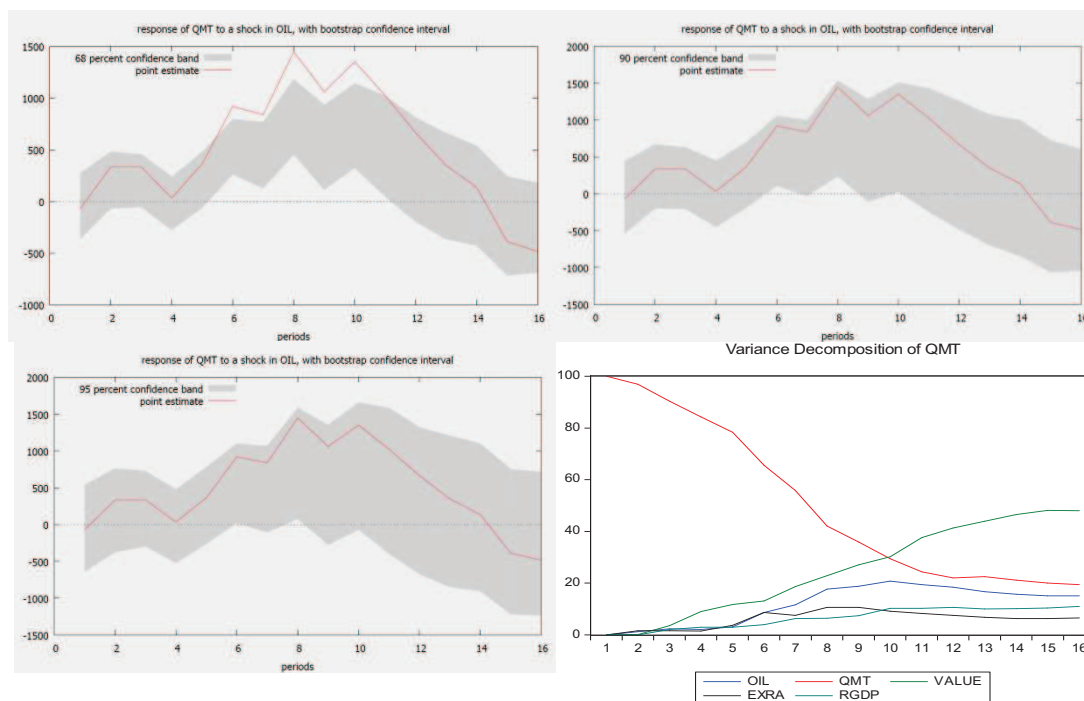 response of QMT to a shock in OIL, with bootstrap confidence interval
68 percent confidence band
point estimate
1500
1000
500
0
-500
-1000
0 2 4 6 8 10 12 14 16
periods
response of QMT to a shock in OIL, with bootstrap confidence interval
90 percent confidence band
point estimate
2000
1500
1000
500
0
-500
-1000
-1500
0 2 4 6 8 10 12 14 16
periods
response of QMT to a shock in OIL, with bootstrap confidence interval
95 percent confidence band
point estimate
2000
1500
1000
500
0
-500
-1000
-1500
0 2 4 6 8 10 12 14 16
periods
Variance Decomposition of QMT
100
80
60
40
20
0
1 2 3 4 5 6 7 8 9 10 11 12 13 14 15 16
OIL QMT VALUE
EXRA RGDP